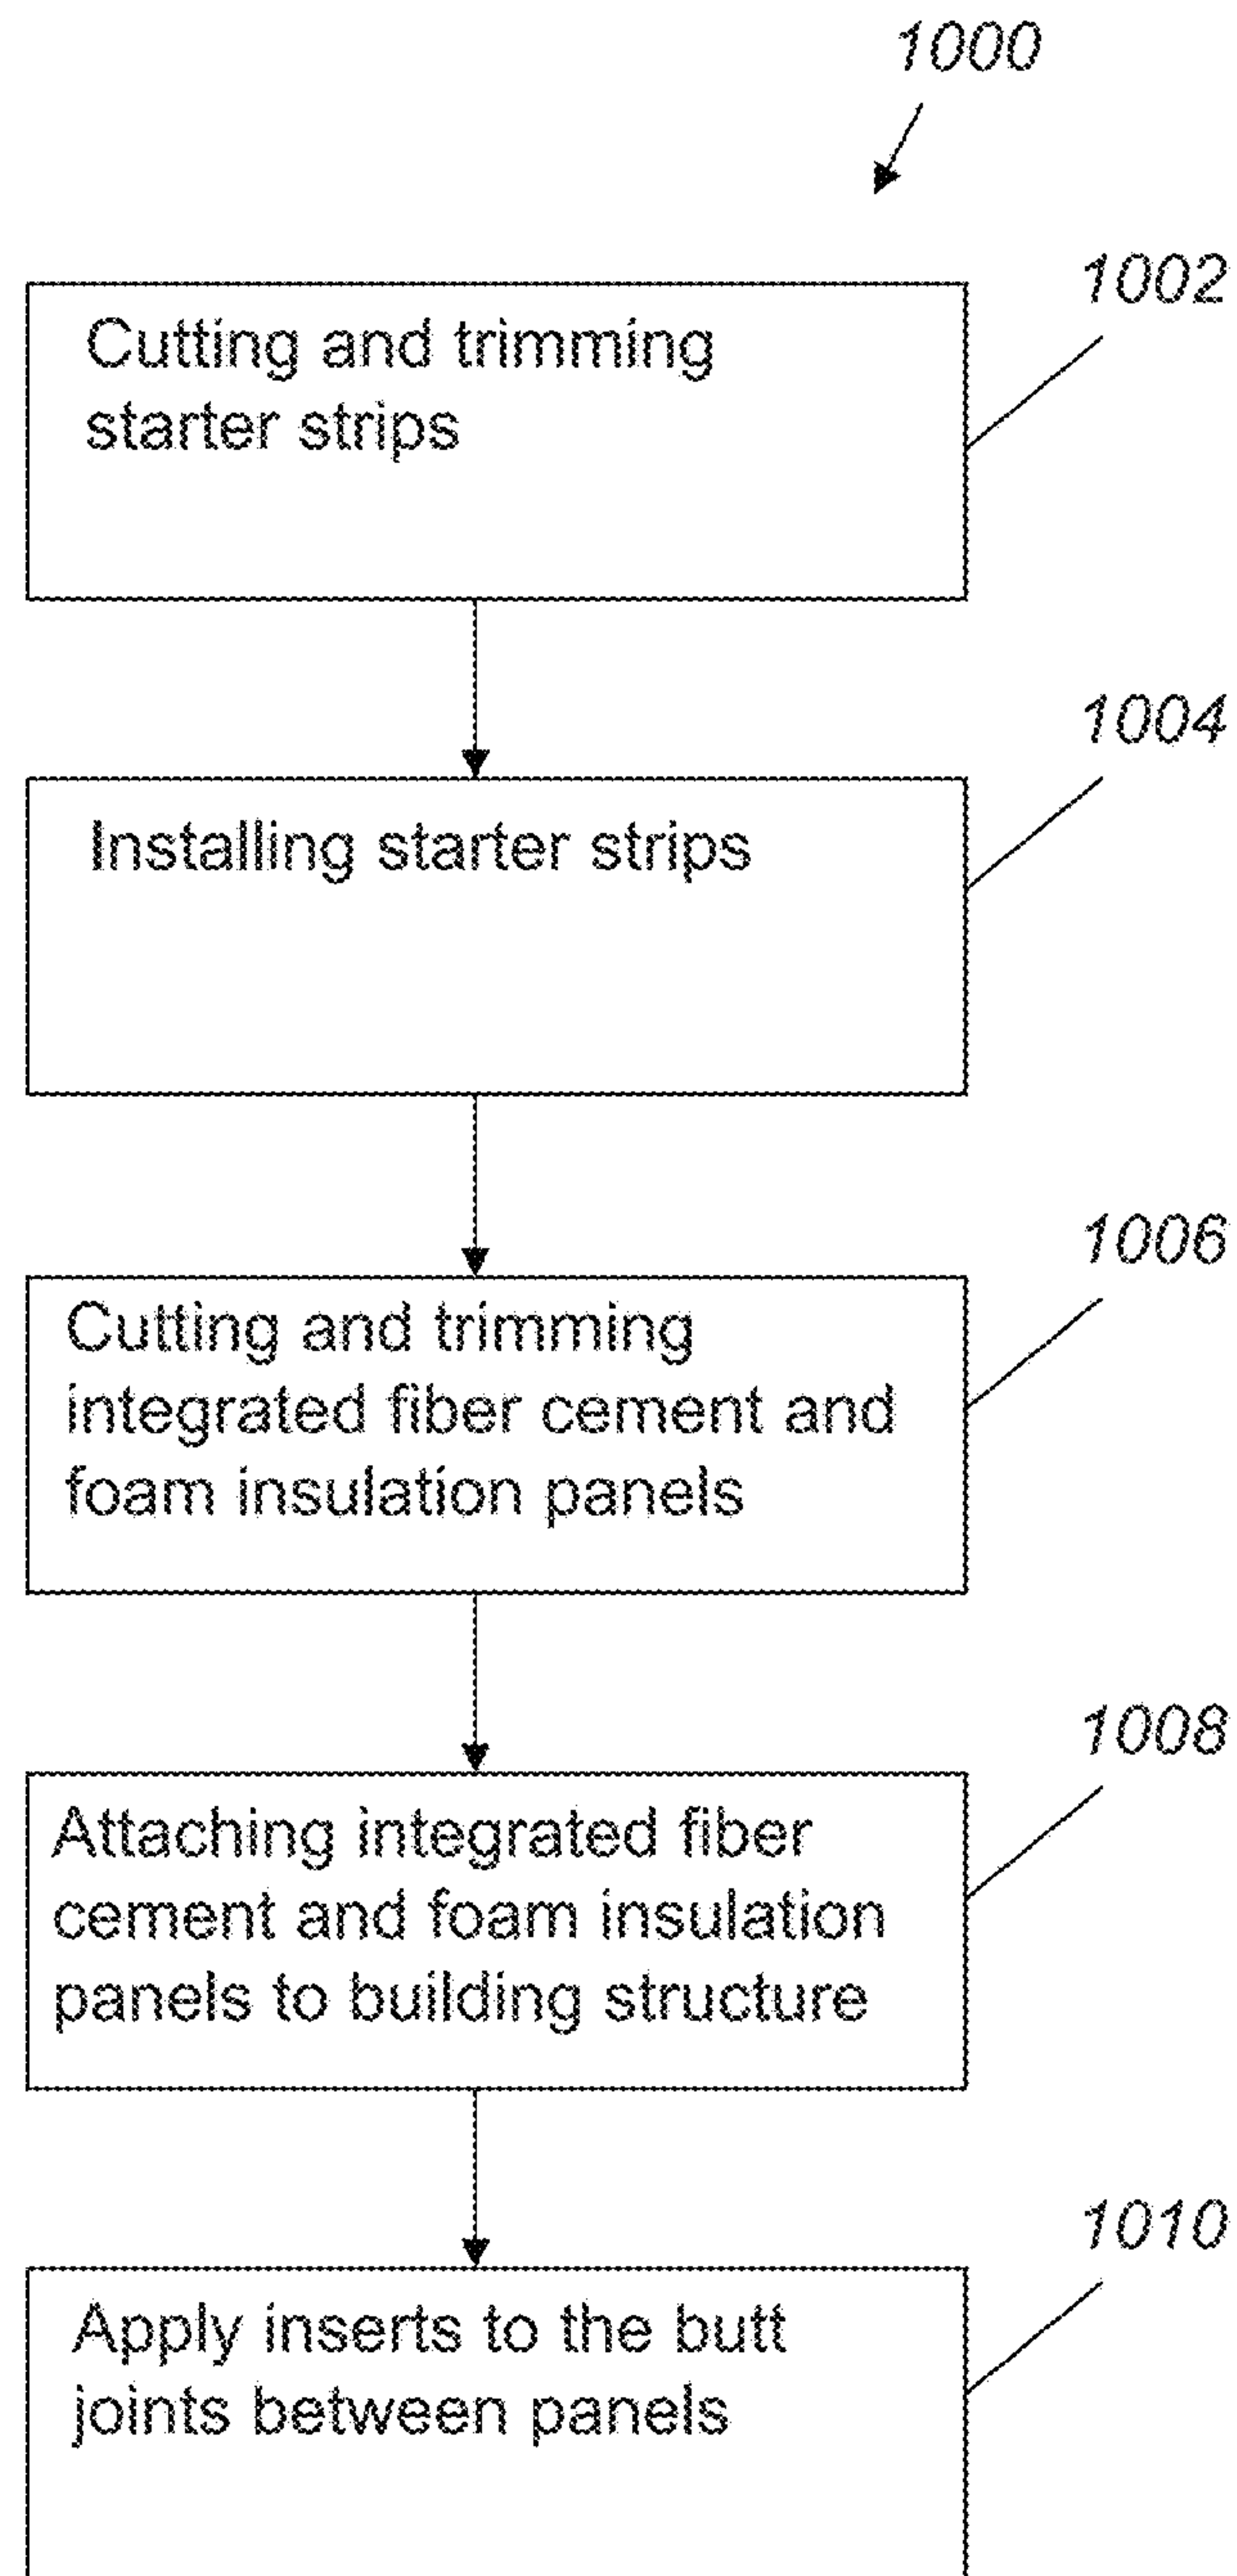 1000
1002
Cutting and trimming
starter strips
1004
Installing starter strips
1006
Cutting and trimming
integrated fiber cement and
foam insulation panels
1008
Attaching integrated fiber
cement and foam insulation
panels to building structure
1010
Apply inserts to the butt
joints between panels